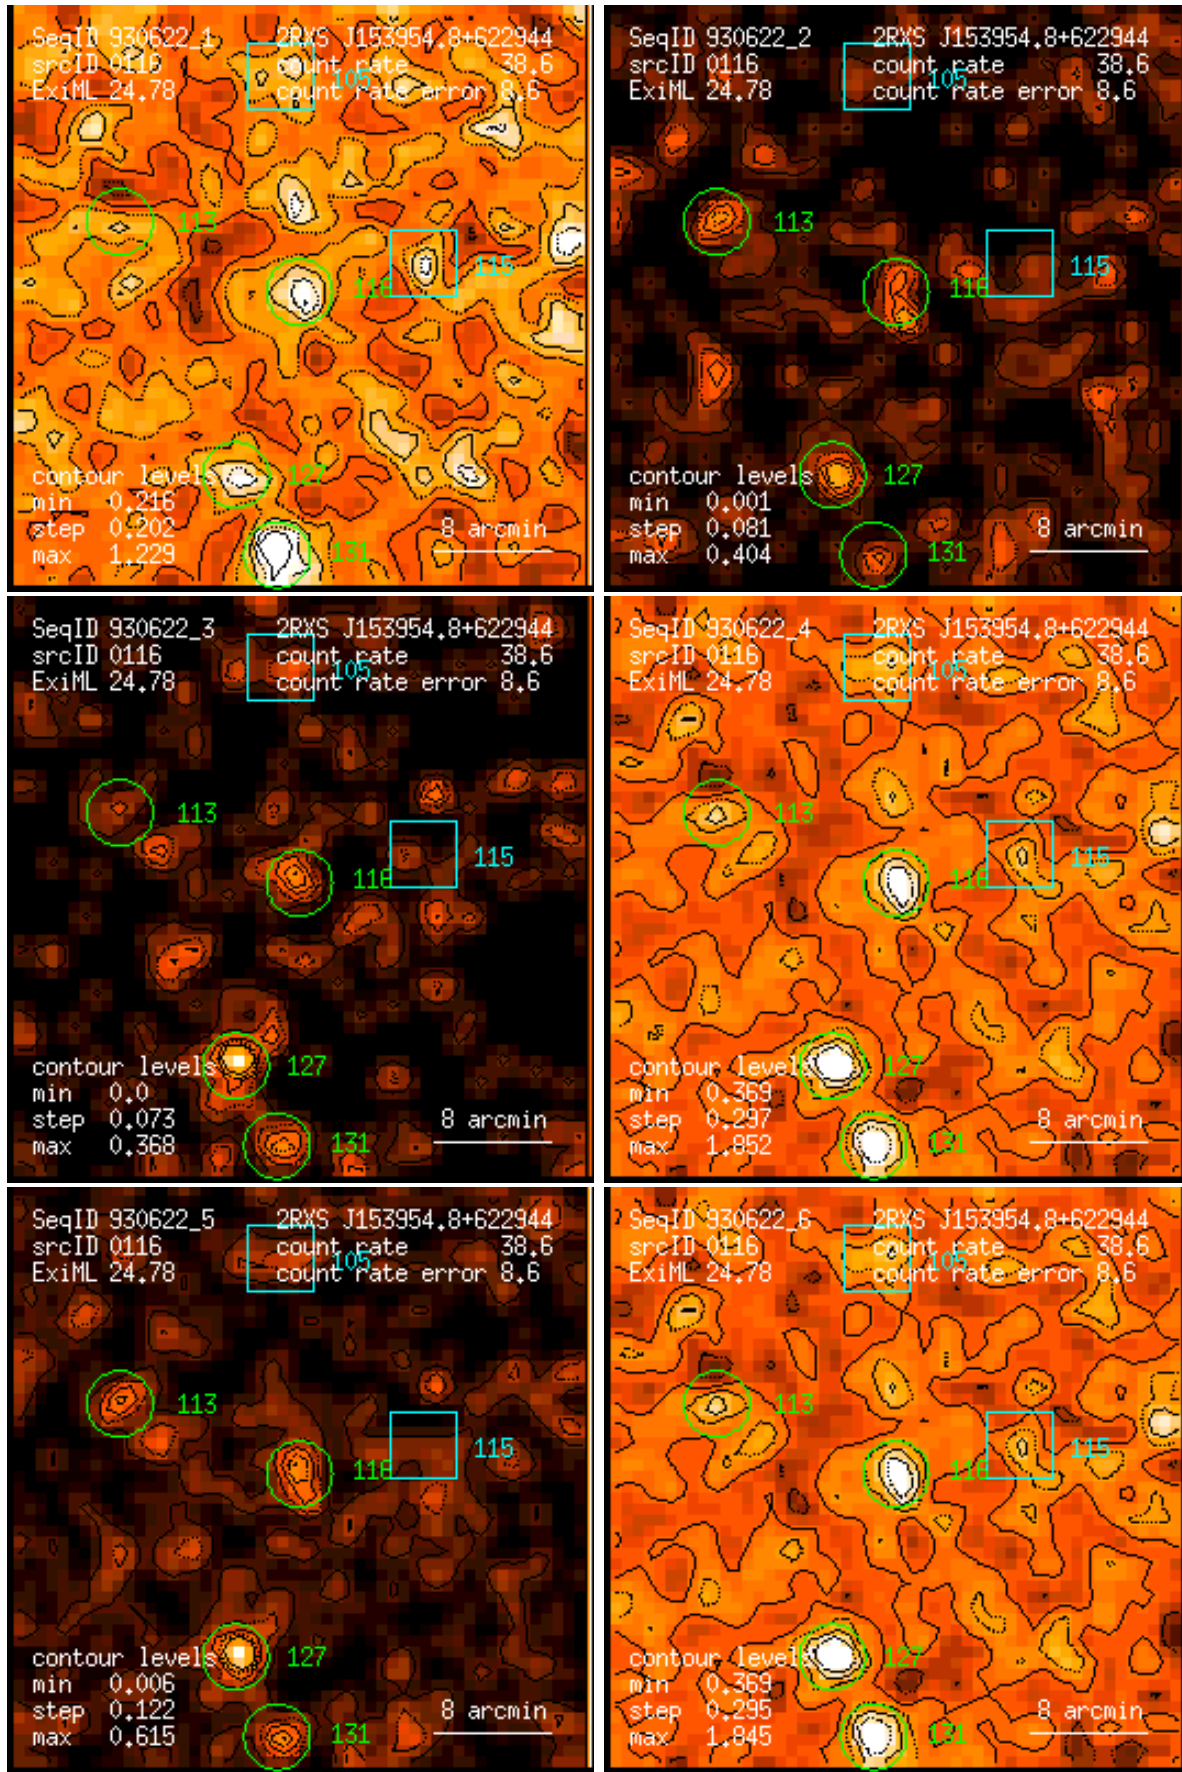 SeqID 930622_1 2RXS J153954.8+622944
srcID 0116 count rate 38.6
ExiML 24.78 count rate error 8.6
105
113
115
116
127
131
contour levels
min 0.216
step 0.202
max 1.229
8 arcmin
SeqID 930622_2 2RXS J153954.8+622944
srcID 0116 count rate 38.6
ExiML 24.78 count rate error 8.6
105
113
115
116
127
131
contour levels
min 0.001
step 0.081
max 0.404
8 arcmin
SeqID 930622_3 2RXS J153954.8+622944
srcID 0116 count rate 38.6
ExiML 24.78 count rate error 8.6
105
113
115
116
127
131
contour levels
min 0.0
step 0.073
max 0.368
8 arcmin
SeqID 930622_4 2RXS J153954.8+622944
srcID 0116 count rate 38.6
ExiML 24.78 count rate error 8.6
105
113
115
116
127
131
contour levels
min 0.369
step 0.297
max 1.852
8 arcmin
SeqID 930622_5 2RXS J153954.8+622944
srcID 0116 count rate 38.6
ExiML 24.78 count rate error 8.6
105
113
115
116
127
131
contour levels
min 0.006
step 0.122
max 0.615
8 arcmin
SeqID 930622_6 2RXS J153954.8+622944
srcID 0116 count rate 38.6
ExiML 24.78 count rate error 8.6
105
113
115
116
127
131
contour levels
min 0.369
step 0.295
max 1.845
8 arcmin